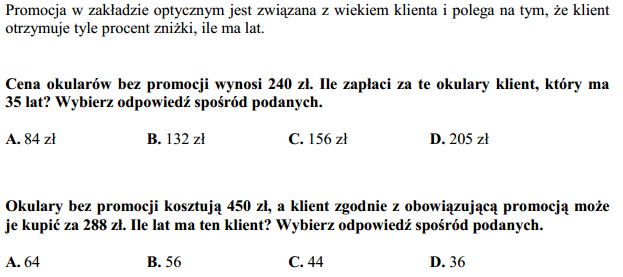 Promocja w zakładzie optycznym jest związana z wiekiem klienta i polega na tym, że klient
otrzymuje tyle procent zniżki, ile ma lat.
Cena okularów bez promocji wynosi 240 zł. Ile zapłaci za te okulary klient, który ma
35 lat? Wybierz odpowiedź spośród podanych.
A. 84 zł B. 132 zł C. 156 zł D. 205 zł
Okulary bez promocji kosztują 450 zł, a klient zgodnie z obowiązującą promocją może
je kupić za 288 zł. Ile lat ma ten klient? Wybierz odpowiedź spośród podanych.
A. 64 B. 56 C. 44 D. 36